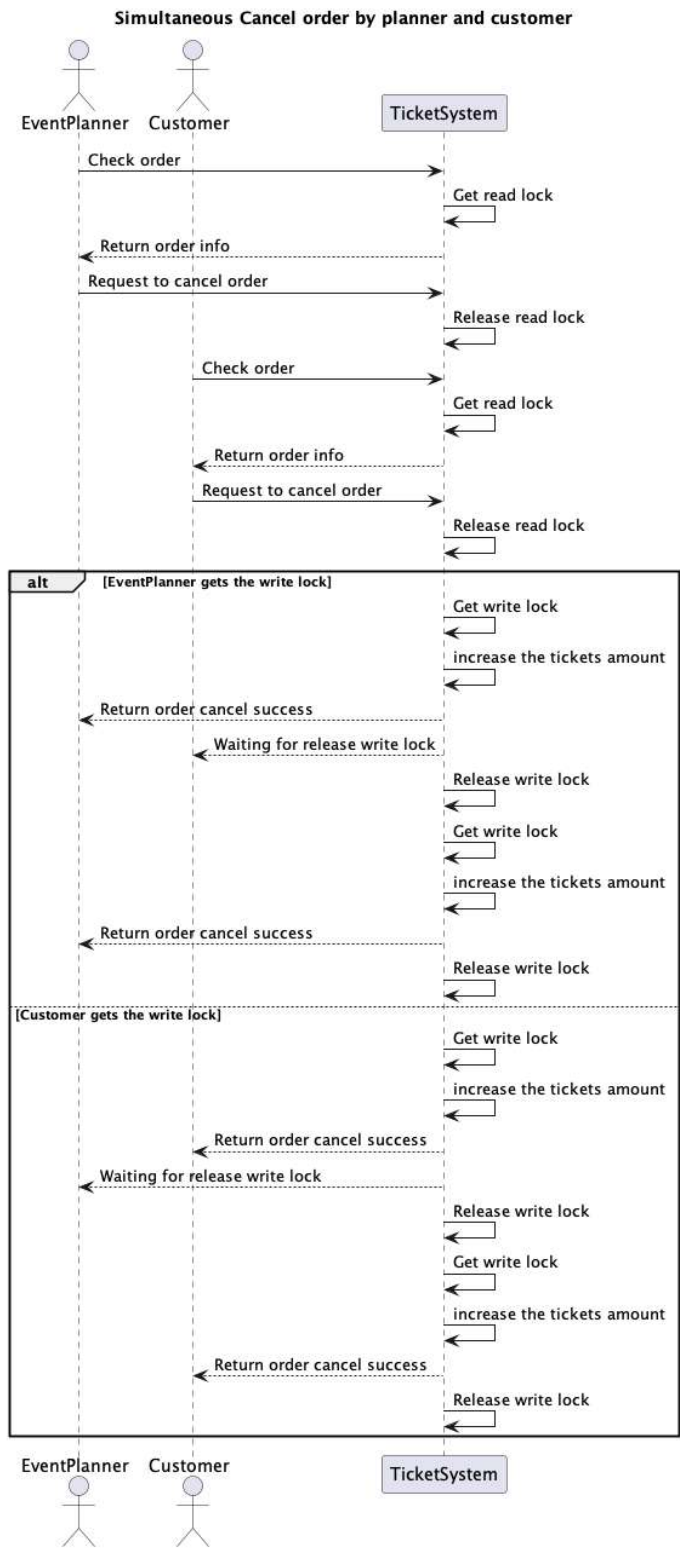 Simultaneous Cancel order by planner and customer
EventPlanner
Customer
TicketSystem
Check order
Get read lock
Return order info
Request to cancel order
Release read lock
Check order
Get read lock
Return order info
Request to cancel order
Release read lock
alt
[EventPlanner gets the write lock]
Get write lock
increase the tickets amount
Return order cancel success
Waiting for release write lock
Release write lock
Get write lock
increase the tickets amount
Return order cancel success
Release write lock
[Customer gets the write lock]
Get write lock
increase the tickets amount
Return order cancel success
Waiting for release write lock
Release write lock
Get write lock
increase the tickets amount
Return order cancel success
Release write lock
EventPlanner
Customer
TicketSystem